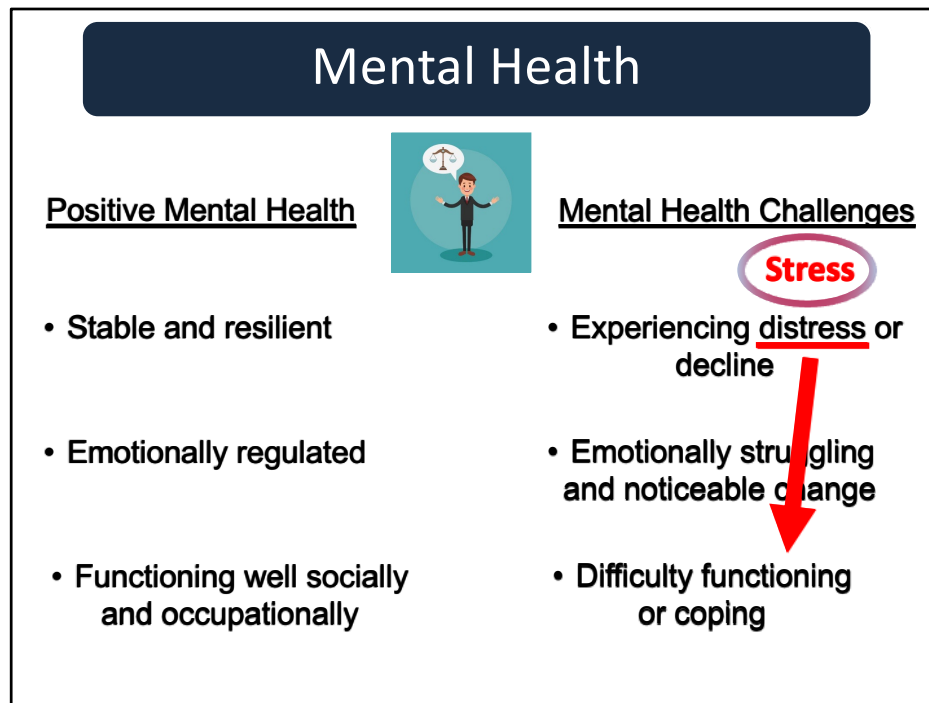 Mental Health
Positive Mental Health
• Stable and resilient
• Emotionally regulated
• Functioning well socially
and occupationally
Mental Health Challenges
Stress
• Experiencing distress or
decline
• Emotionally struggling
and noticeable change
• Difficulty functioning
or coping